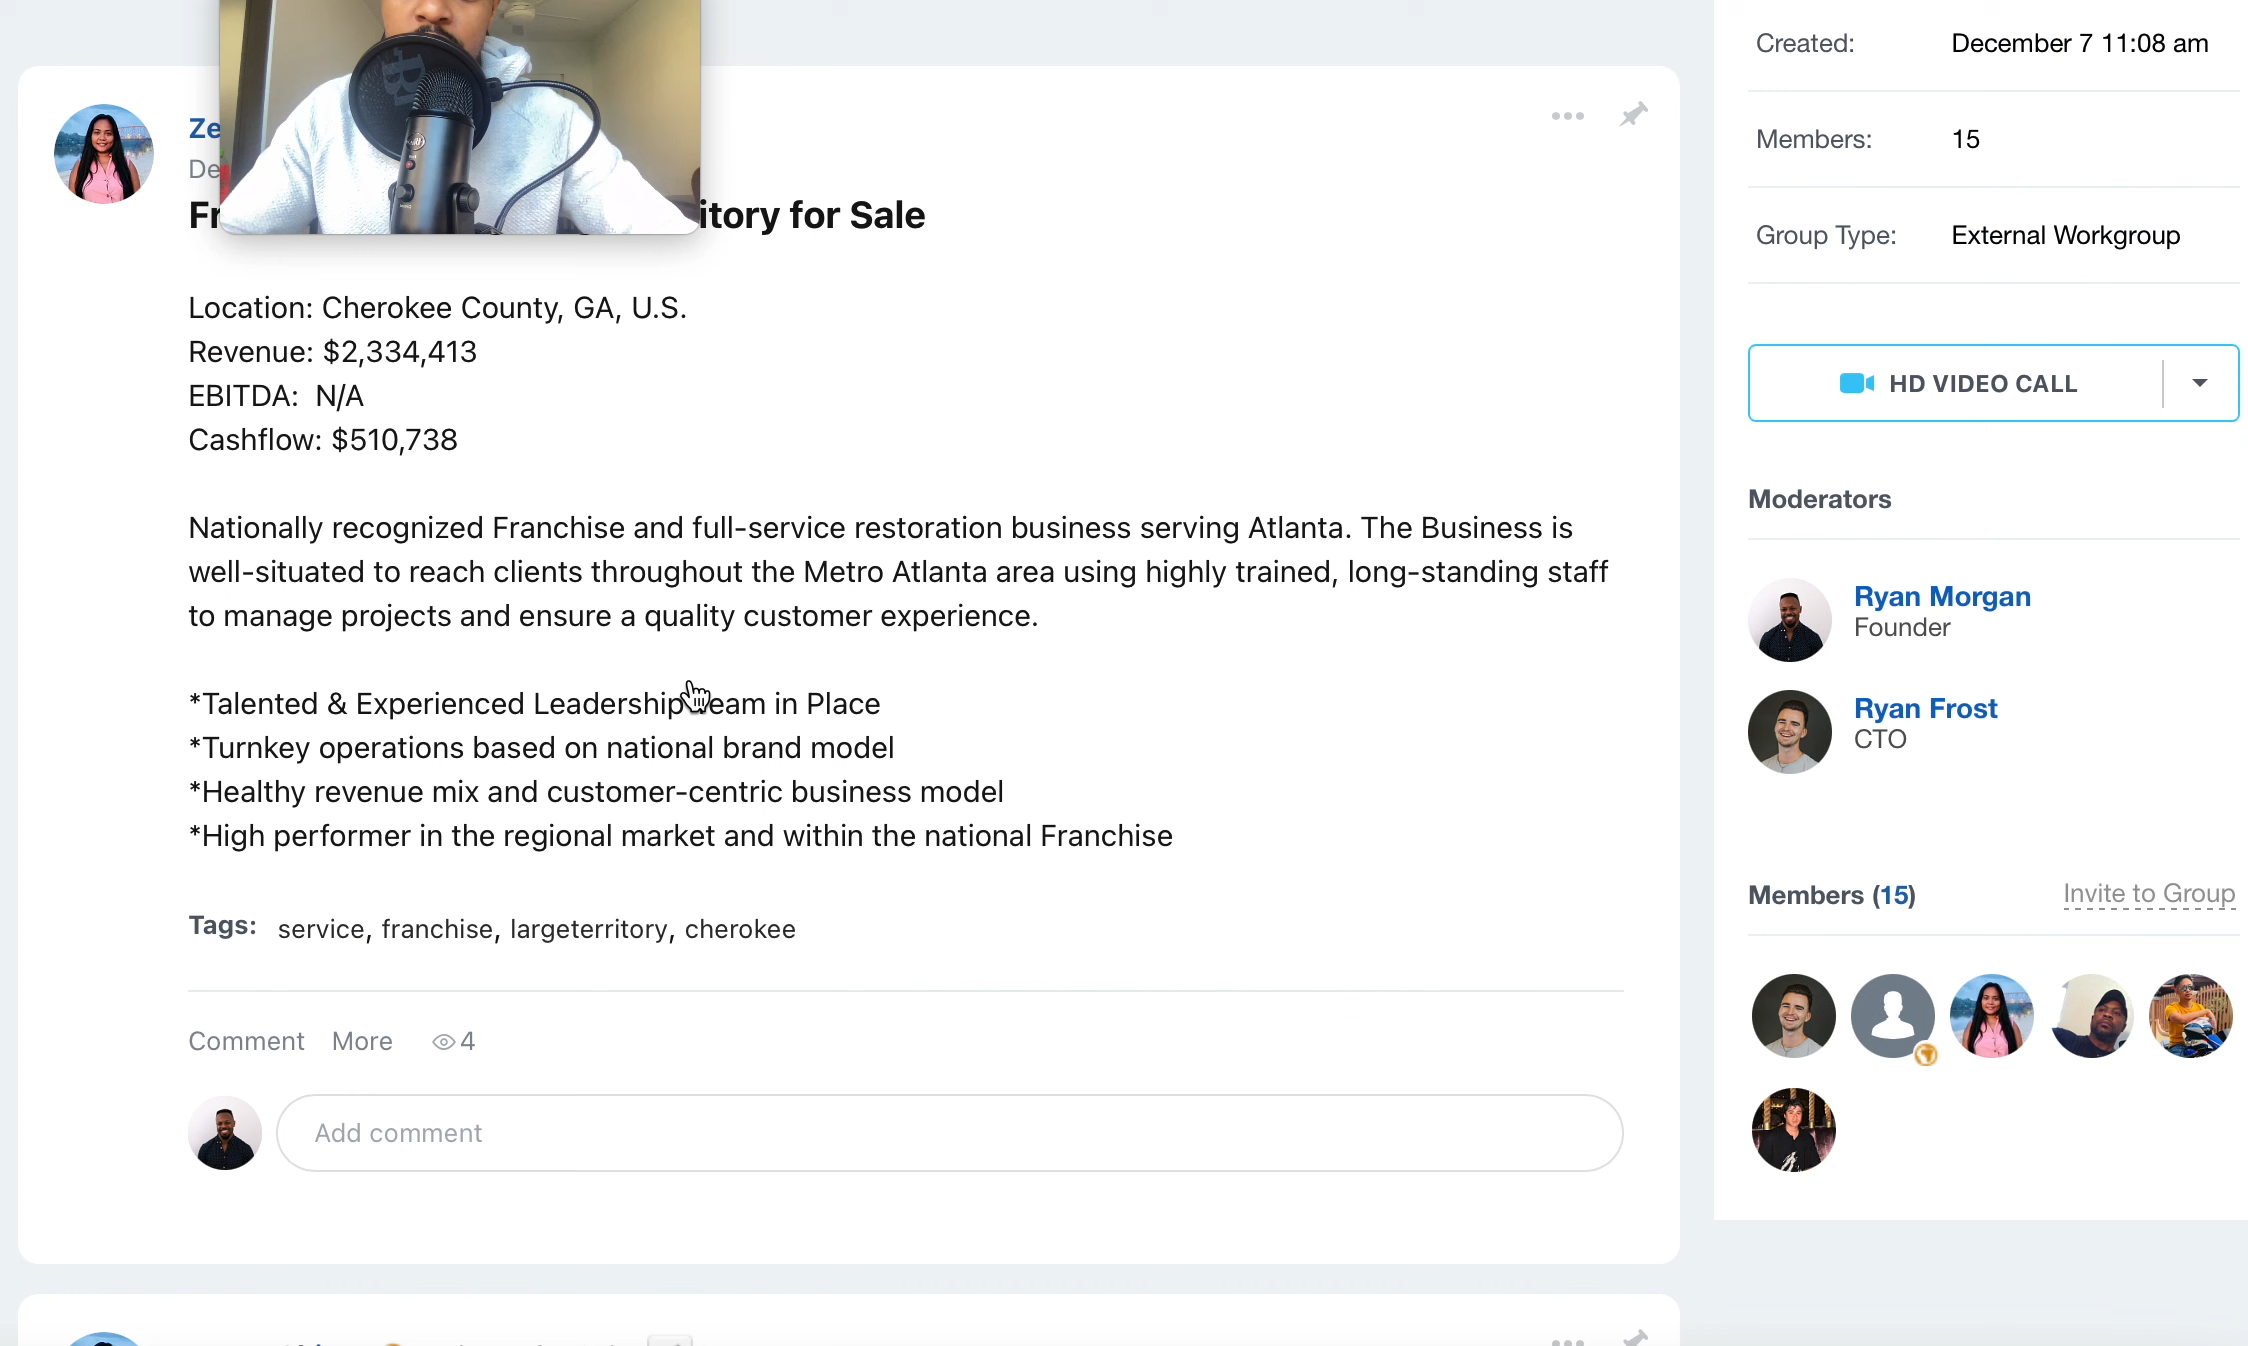 Ze
De
Fr
itory for Sale
Location: Cherokee County, GA, U.S.
Revenue: $2,334,413
EBITDA:  N/A
Cashflow: $510,738
Nationally recognized Franchise and full-service restoration business serving Atlanta. The Business is
well-situated to reach clients throughout the Metro Atlanta area using highly trained, long-standing staff
to manage projects and ensure a quality customer experience.
*Talented & Experienced Leadership Team in Place
*Turnkey operations based on national brand model
*Healthy revenue mix and customer-centric business model
*High performer in the regional market and within the national Franchise
Tags: service, franchise, largeterritory, cherokee
Comment More 4
Add comment
Created: December 7 11:08 am
Members: 15
Group Type: External Workgroup
HD VIDEO CALL
Moderators
Ryan Morgan
Founder
Ryan Frost
CTO
Members (15) Invite to Group